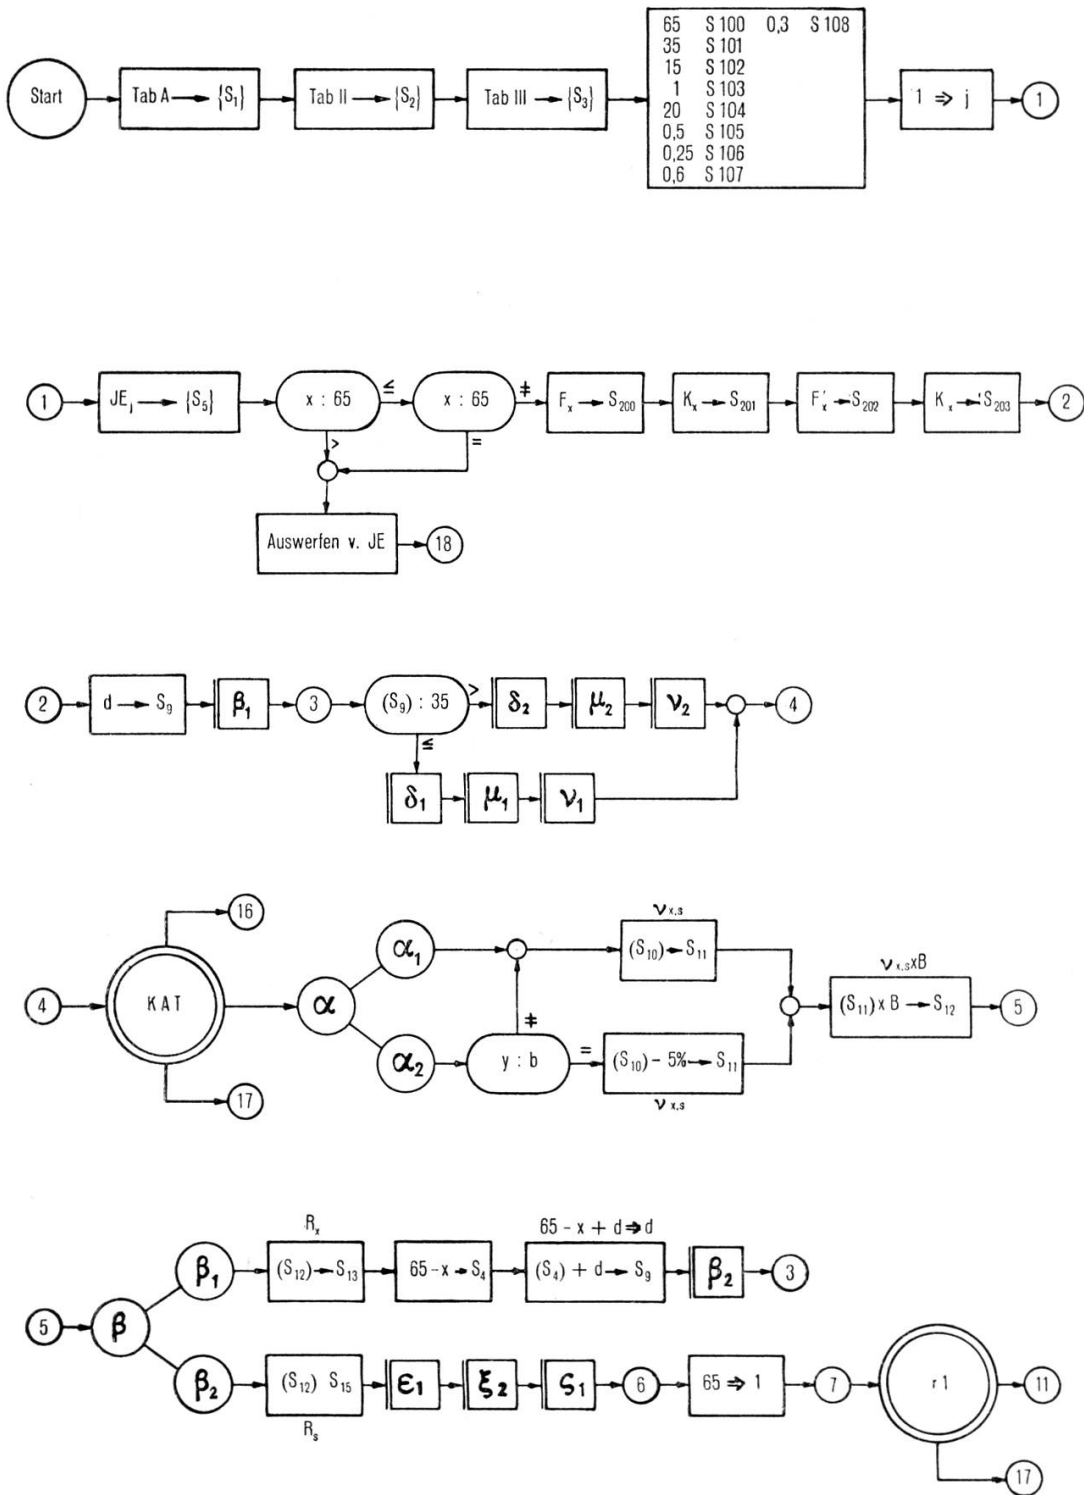 65 S 100 0,3 S 108
35 S 101
15 S 102
1 S 103
20 S 104
0,5 S 105
0,25 S 106
0,6 S 107
Start
Tab A → {S₁}
Tab II → {S₂}
Tab III → {S₃}
1 ⇒ j
1
1
JEⱼ → {S₅}
x : 65
≤
x : 65
≠
Fₓ → S₂₀₀
Kₓ → S₂₀₁
F'ₓ → S₂₀₂
Kₓ → 'S₂₀₃
2
>
=
Auswerfen v. JE
18
2
d → S₉
β₁
3
(S₉) : 35
>
δ₂
μ₂
ν₂
4
≤
δ₁
μ₁
ν₁
16
4
KAT
α
α₁
ν x,s
(S₁₀) → S₁₁
ν x,s xB
(S₁₁) x B → S₁₂
5
≠
α₂
y : b
=
(S₁₀) - 5% → S₁₁
ν x,s
17
Rₓ
65 - x + d ⇒ d
β₁
(S₁₂) → S₁₃
65 - x → S₄
(S₄) + d → S₉
β₂
3
5
β
β₂
(S₁₂) S₁₅
ε₁
ξ₂
ς₁
6
65 ⇒ 1
7
r 1
11
Rₛ
17